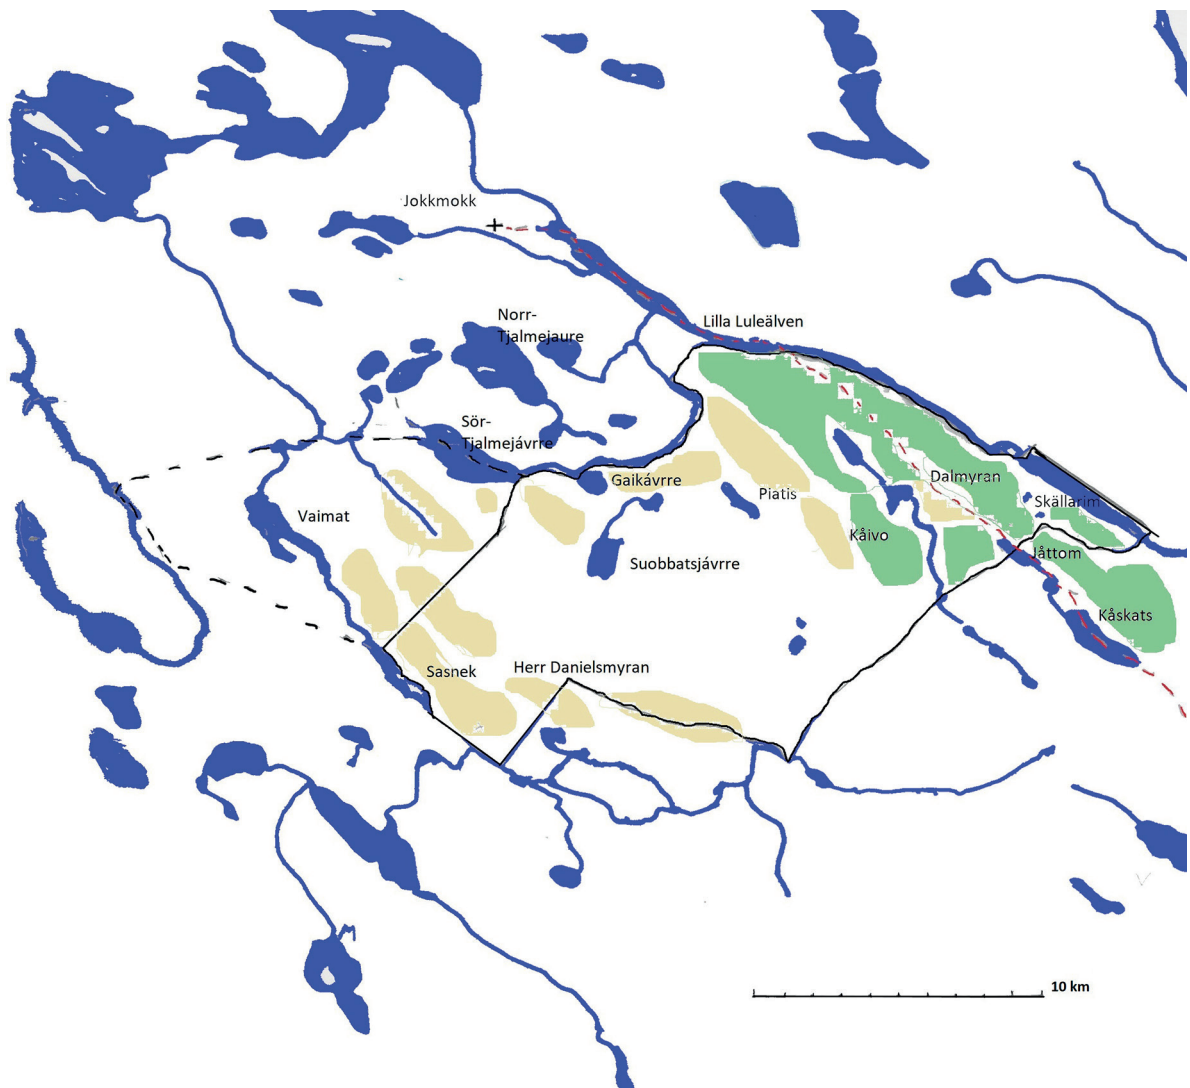 Jokkmokk
Norr-
Tjalmejaure
Lilla Luleälven
Sör-
Tjalmejávrre
Gaikávrre
Dalmyran
Piatis
Skällarim
Vaimat
Kåivo
Jåttom
Suobbatsjávrre
Kåskats
Sasnek
Herr Danielsmyran
10 km